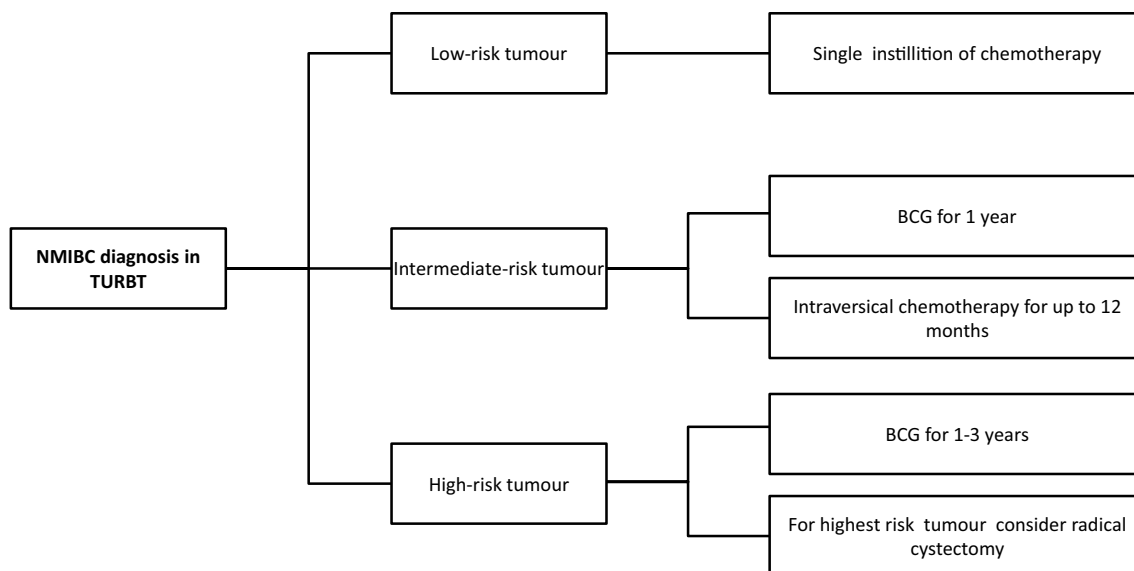 Low-risk tumour
Single instillition of chemotherapy
NMIBC diagnosis in
TURBT
Intermediate-risk tumour
BCG for 1 year
Intraversical chemotherapy for up to 12
months
High-risk tumour
BCG for 1-3 years
For highest risk tumour consider radical
cystectomy